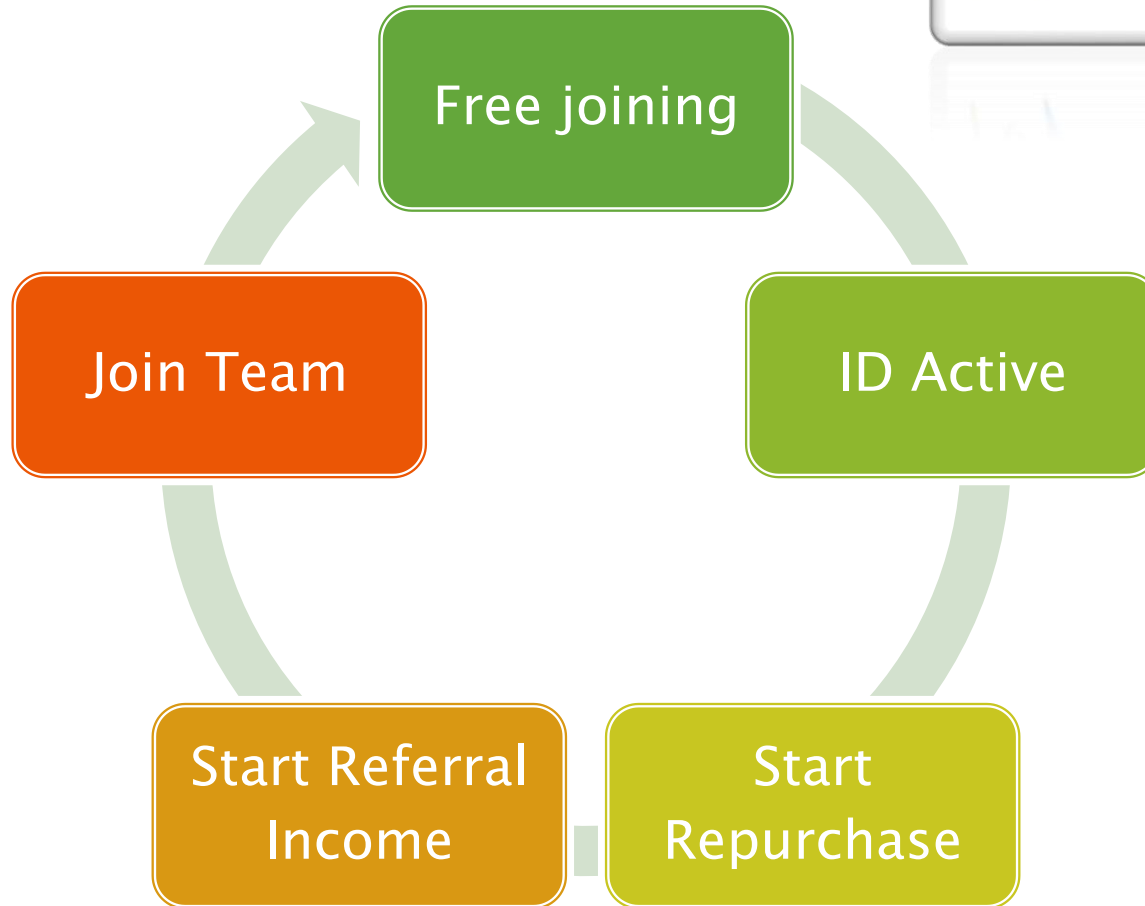 Free joining
ID Active
Start
Repurchase
Start Referral
Income
Join Team